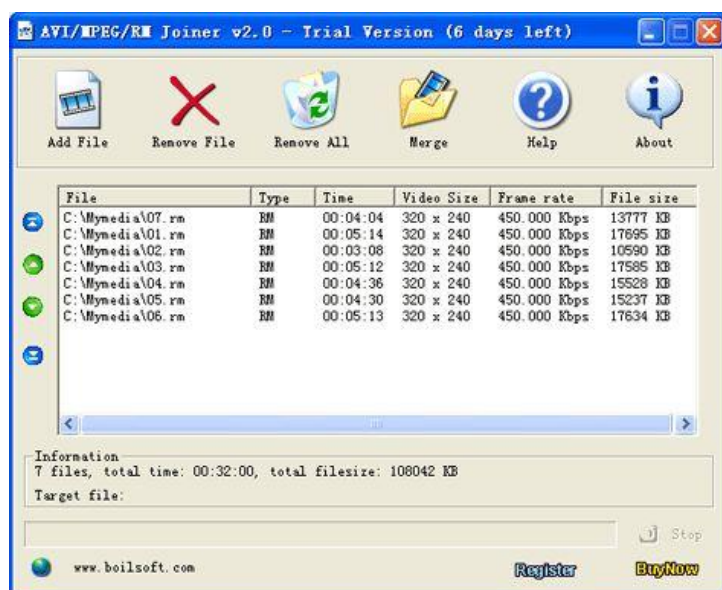 AVI/MPEG/RM Joiner v2.0 - Trial Version (6 days left)
Add File Remove File Remove All Merge Help About
File Type Time Video Size Frame rate File size
C:\Mymedia\07.rm RM 00:04:04 320 x 240 450.000 Kbps 13777 KB
C:\Mymedia\01.rm RM 00:05:14 320 x 240 450.000 Kbps 17695 KB
C:\Mymedia\02.rm RM 00:03:08 320 x 240 450.000 Kbps 10590 KB
C:\Mymedia\03.rm RM 00:05:12 320 x 240 450.000 Kbps 17585 KB
C:\Mymedia\04.rm RM 00:04:36 320 x 240 450.000 Kbps 15528 KB
C:\Mymedia\05.rm RM 00:04:30 320 x 240 450.000 Kbps 15237 KB
C:\Mymedia\06.rm RM 00:05:13 320 x 240 450.000 Kbps 17634 KB
Information
7 files, total time: 00:32:00, total filesize: 108042 KB
Target file:
Stop
www.boilsoft.com Register BuyNow